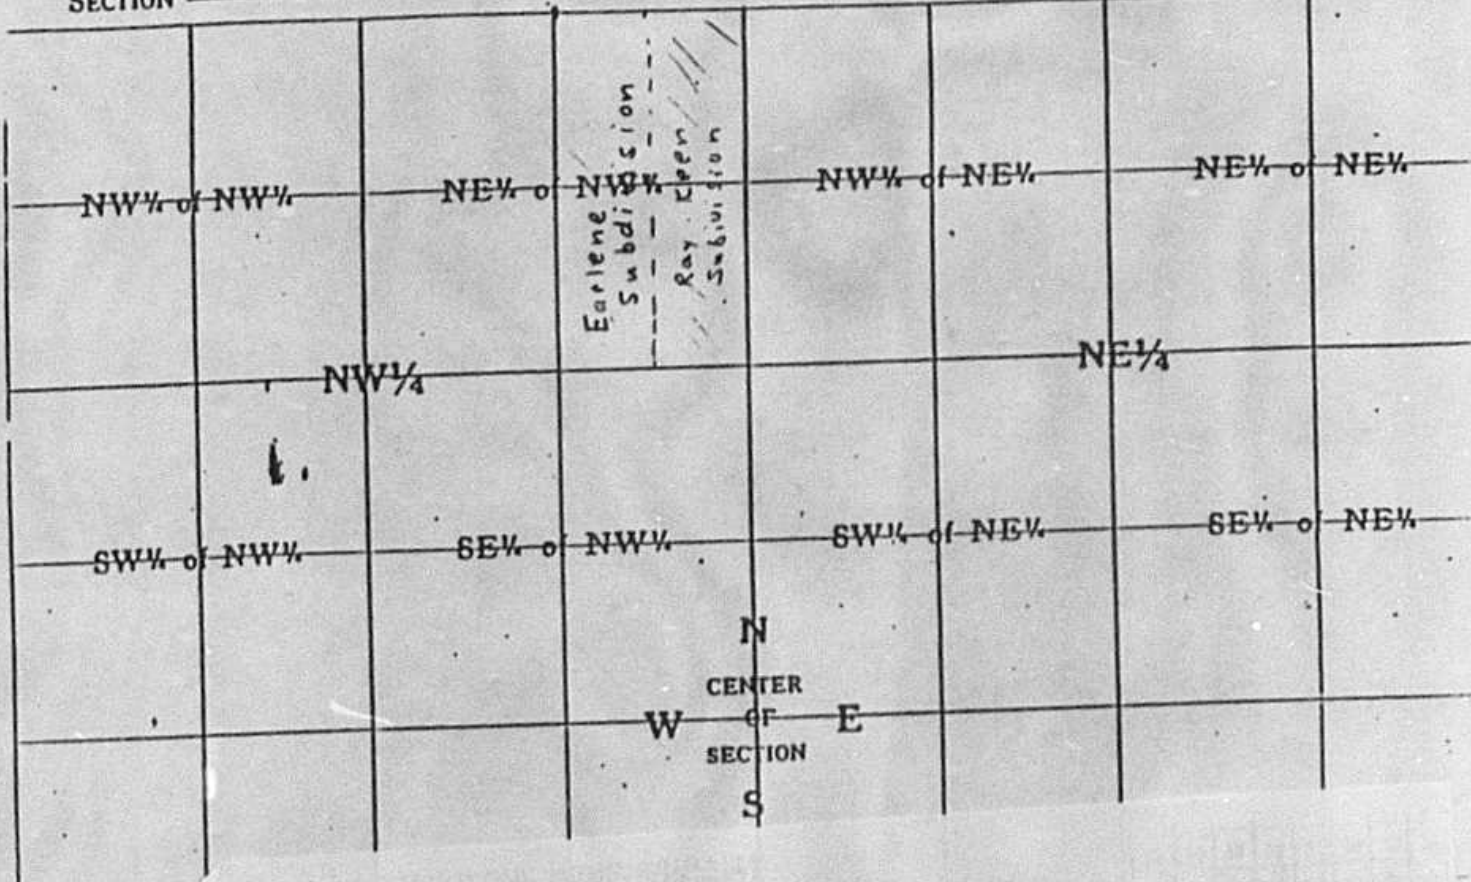 SECTION
Earlene
Subdivision
Ray Keen
Subivision
NW¼ of NW¼
NE¼ of NW¼
NW¼ of NE¼
NE¼ of NE¼
NW¼
NE¼
SW¼ of NW¼
SE¼ of NW¼
SW¼ of NE¼
SE¼ of NE¼
N
CENTER
W OF E
SECTION
S